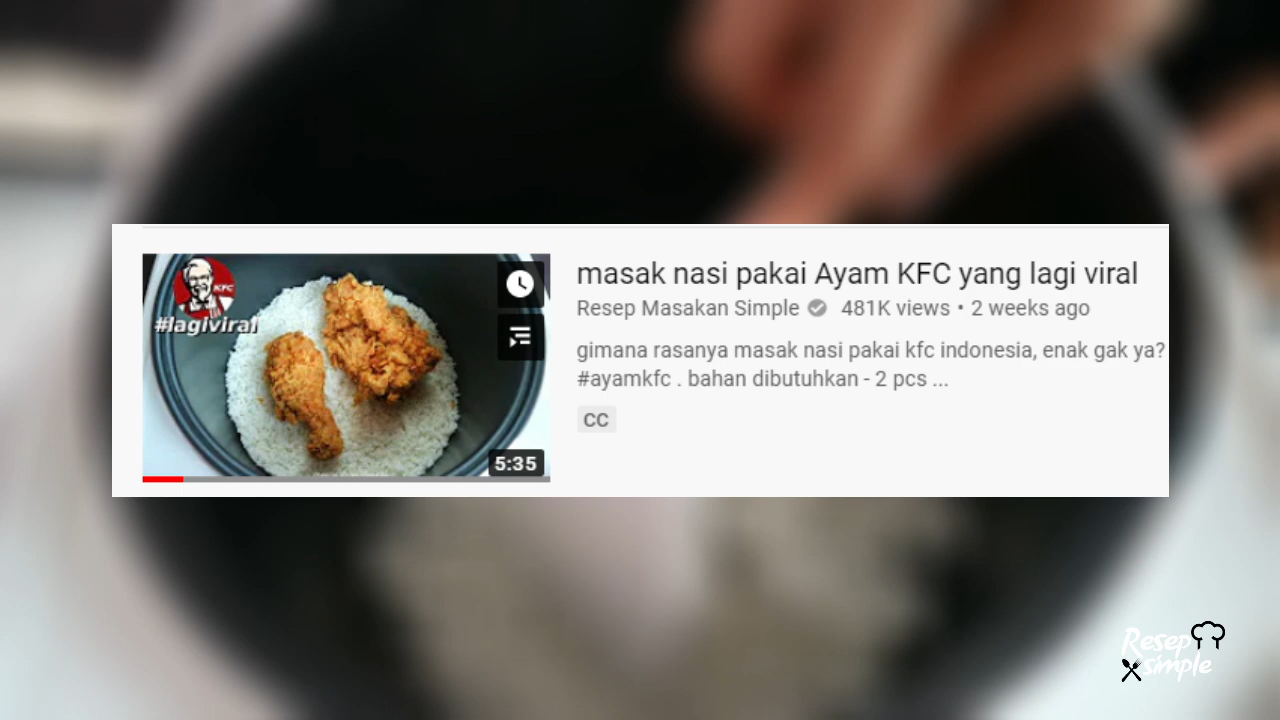 masak nasi pakai Ayam KFC yang lagi viral
Resep Masakan Simple 481K views • 2 weeks ago
gimana rasanya masak nasi pakai kfc indonesia, enak gak ya?
#ayamkfc . bahan dibutuhkan - 2 pcs ...
CC
KFC
#lagiviral
5:35
Resep
simple